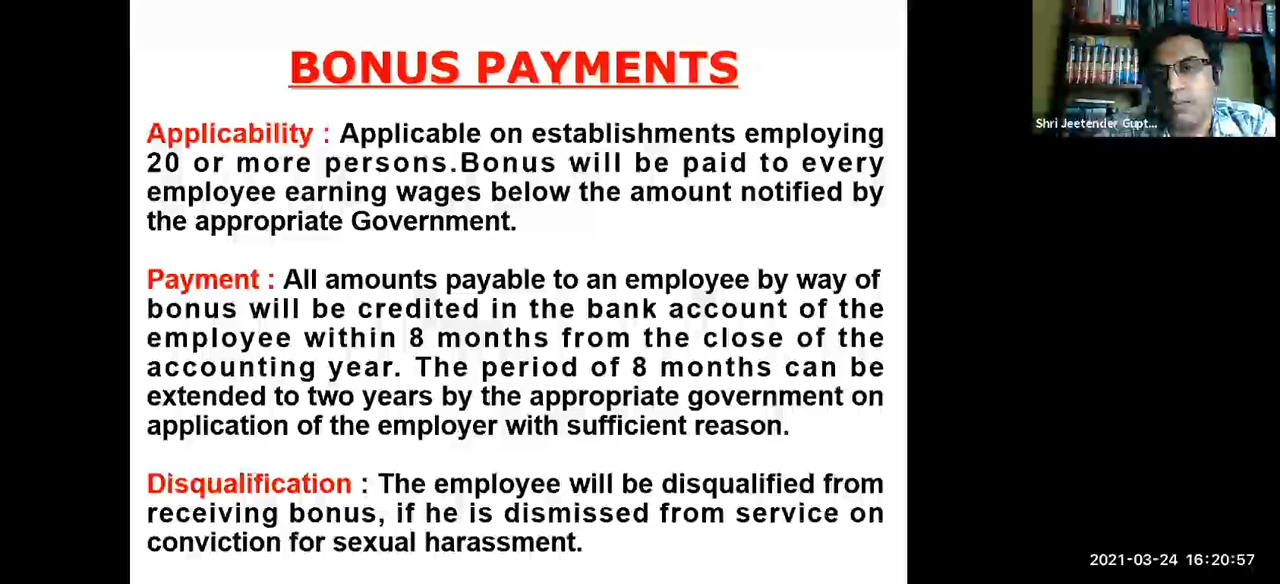 BONUS PAYMENTS
Applicability : Applicable on establishments employing
20 or more persons.Bonus will be paid to every
employee earning wages below the amount notified by
the appropriate Government.
Payment : All amounts payable to an employee by way of
bonus will be credited in the bank account of the
employee within 8 months from the close of the
accounting year. The period of 8 months can be
extended to two years by the appropriate government on
application of the employer with sufficient reason.
Disqualification : The employee will be disqualified from
receiving bonus, if he is dismissed from service on
conviction for sexual harassment.
Shri Jeetender Gupt...
2021-03-24 16:20:57